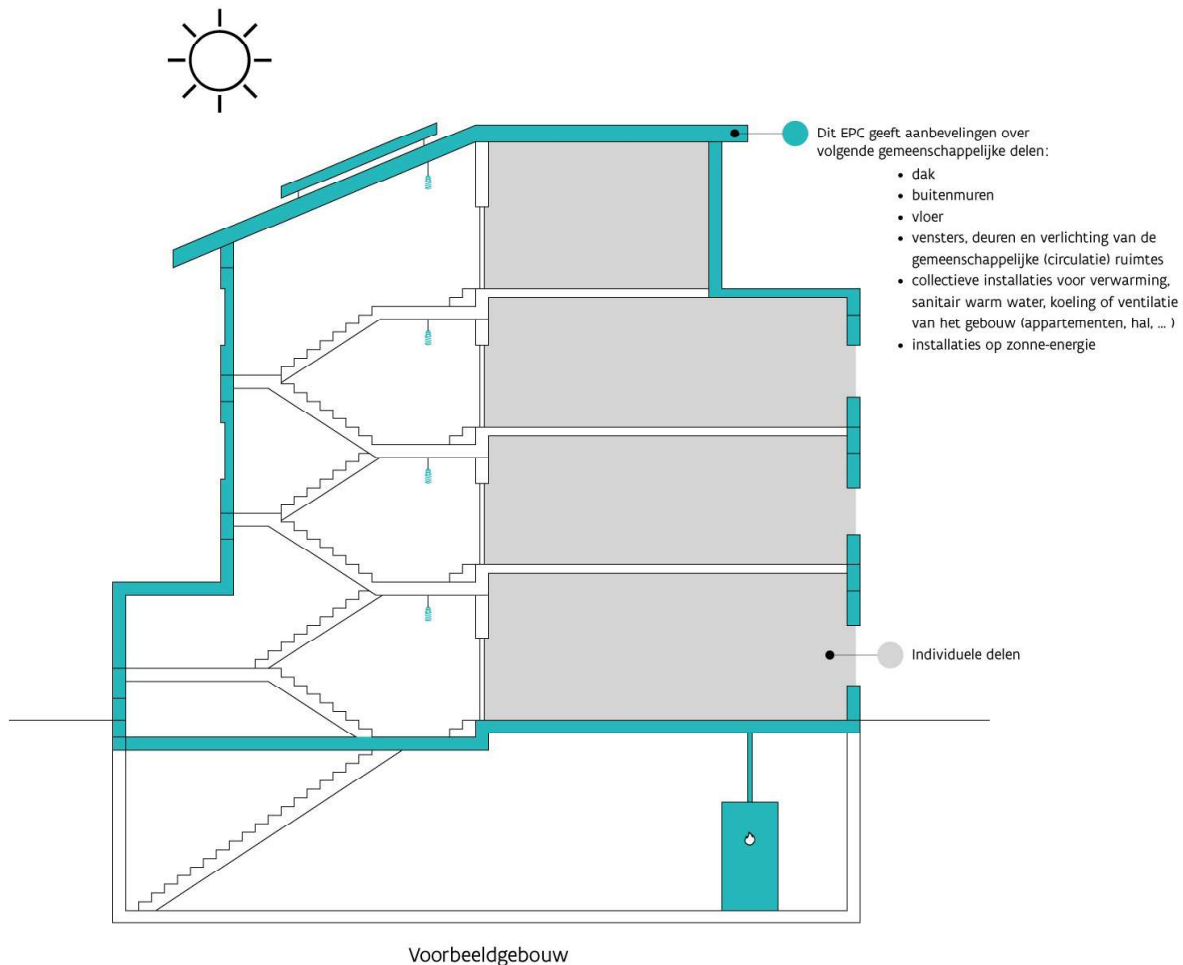 Dit EPC geeft aanbevelingen over
volgende gemeenschappelijke delen:
• dak
• buitenmuren
• vloer
• vensters, deuren en verlichting van de
gemeenschappelijke (circulatie) ruimtes
• collectieve installaties voor verwarming,
sanitair warm water, koeling of ventilatie
van het gebouw (appartementen, hal, ... )
• installaties op zonne-energie
Individuele delen
Voorbeeldgebouw